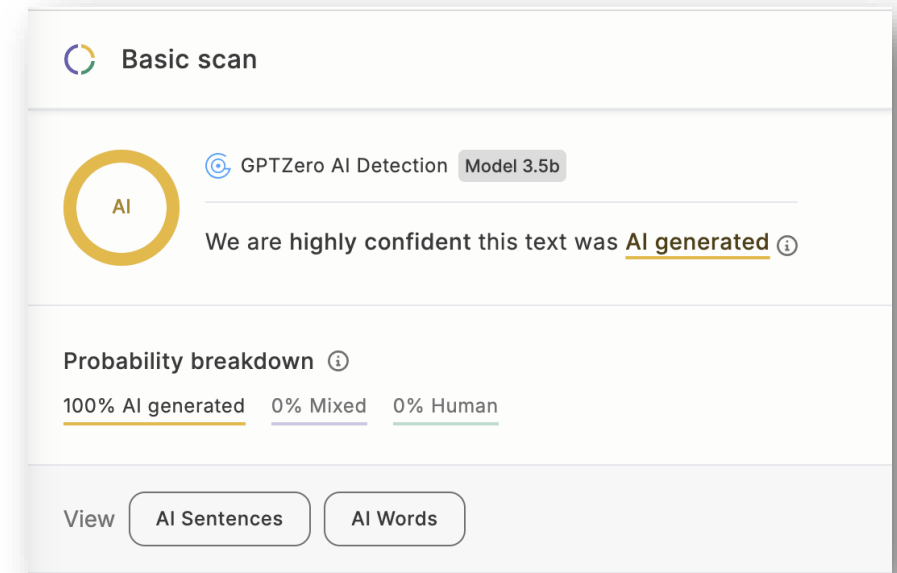 Basic scan
AI
GPTZero AI Detection Model 3.5b
We are highly confident this text was AI generated
Probability breakdown
100% AI generated 0% Mixed 0% Human
View AI Sentences AI Words